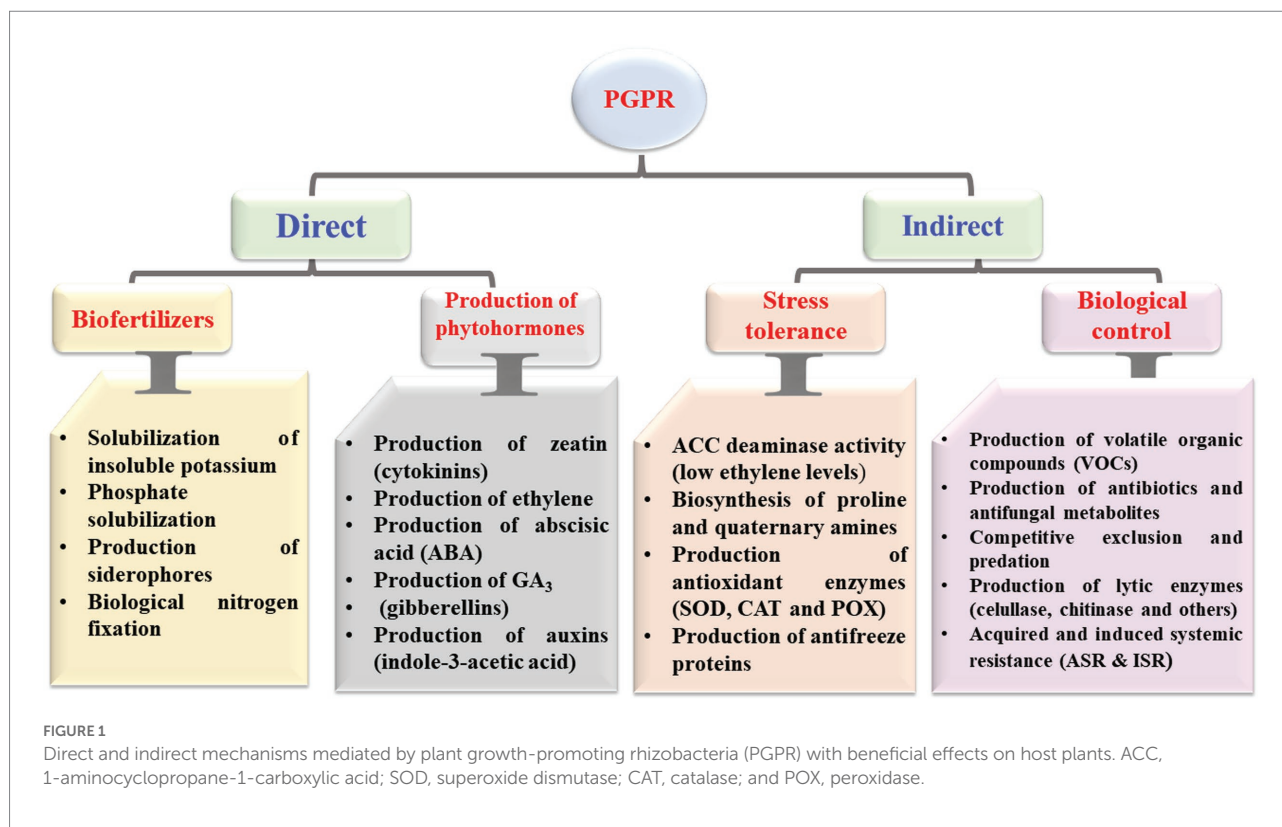 PGPR
Direct
Indirect
Biofertilizers
Production of
phytohormones
Stress
tolerance
Biological
control
• Solubilization of
insoluble potassium
• Phosphate
solubilization
• Production of
siderophores
• Biological nitrogen
fixation
• Production of zeatin
(cytokinins)
• Production of ethylene
• Production of abscisic
acid (ABA)
• Production of GA₃
• (gibberellins)
• Production of auxins
(indole-3-acetic acid)
• ACC deaminase activity
(low ethylene levels)
• Biosynthesis of proline
and quaternary amines
• Production of
antioxidant enzymes
(SOD, CAT and POX)
• Production of antifreeze
proteins
• Production of volatile organic
compounds (VOCs)
• Production of antibiotics and
antifungal metabolites
• Competitive exclusion and
predation
• Production of lytic enzymes
(celullase, chitinase and others)
• Acquired and induced systemic
resistance (ASR & ISR)
FIGURE 1
Direct and indirect mechanisms mediated by plant growth-promoting rhizobacteria (PGPR) with beneficial effects on host plants. ACC,
1-aminocyclopropane-1-carboxylic acid; SOD, superoxide dismutase; CAT, catalase; and POX, peroxidase.